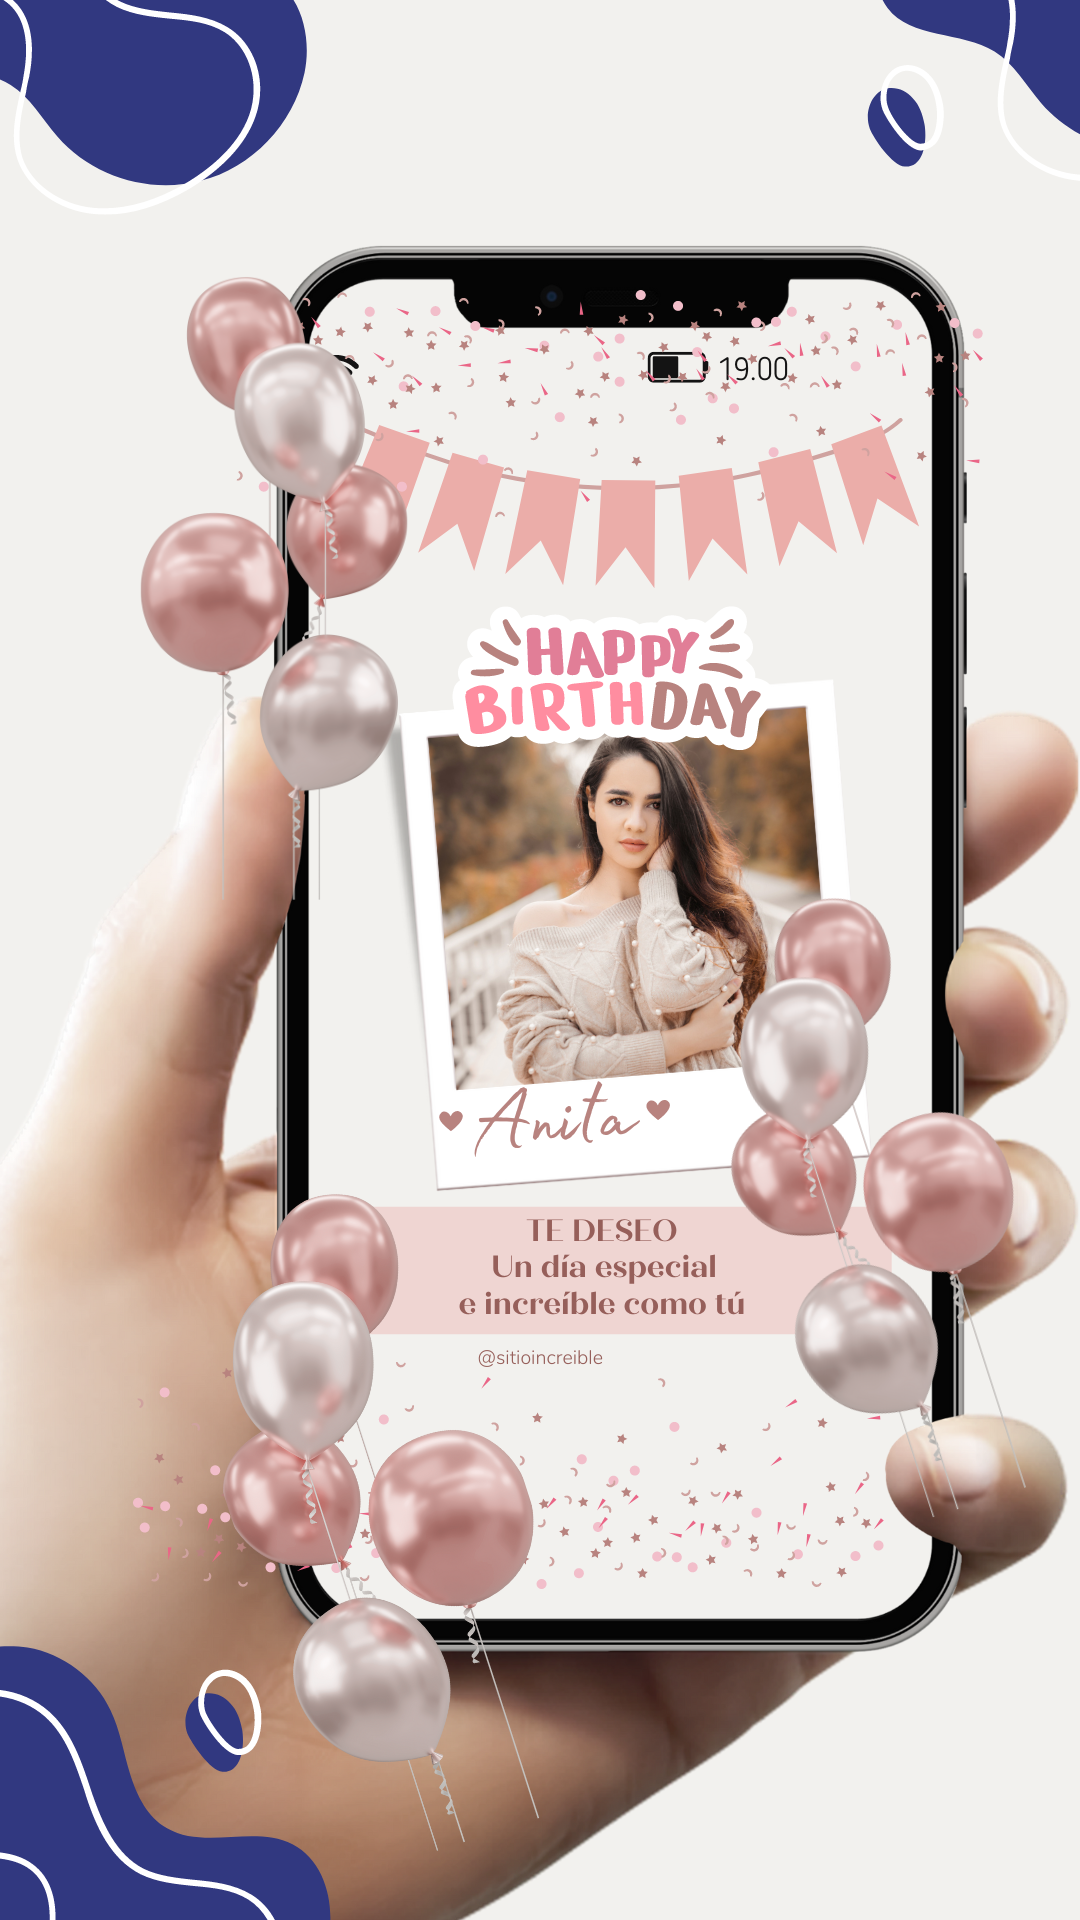 19.00
HAPPY
BIRTHDAY
Anita
TE DESEO
Un día especial
e increíble como tú
@sitioincreible